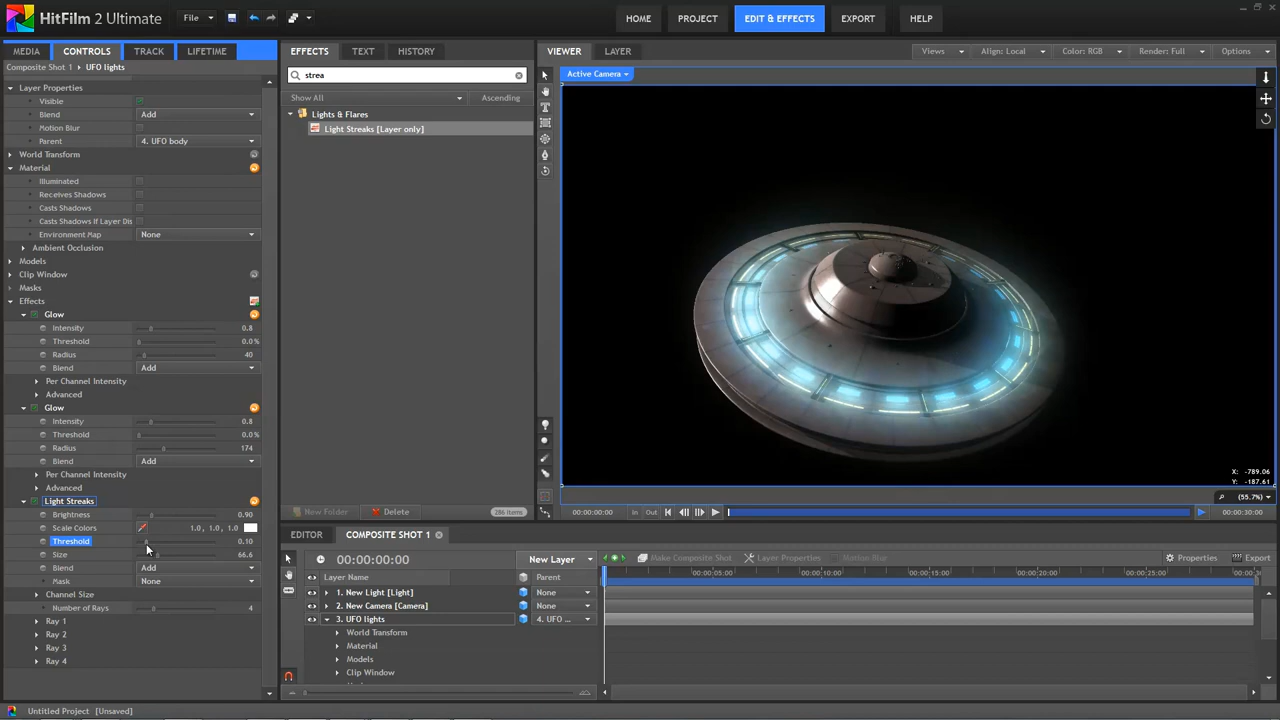 HitFilm 2 Ultimate
File
HOME
PROJECT
EDIT & EFFECTS
EXPORT
HELP
MEDIA
CONTROLS
TRACK
LIFETIME
Composite Shot 1
UFO lights
Layer Properties
Visible
Blend
Add
Motion Blur
Parent
4. UFO body
World Transform
Material
Illuminated
Receives Shadows
Casts Shadows
Casts Shadows If Layer Dis
Environment Map
None
Ambient Occlusion
Models
Clip Window
Masks
Effects
Glow
Intensity
0.8
Threshold
0.0%
Radius
40
Blend
Add
Per Channel Intensity
Advanced
Glow
Intensity
0.8
Threshold
0.0%
Radius
174
Blend
Add
Per Channel Intensity
Advanced
Light Streaks
Brightness
0.90
Scale Colors
1.0, 1.0, 1.0
Threshold
0.10
Size
66.6
Blend
Add
Mask
None
Channel Size
Number of Rays
4
Ray 1
Ray 2
Ray 3
Ray 4
EFFECTS
TEXT
HISTORY
strea
Show All
Ascending
Lights & Flares
Light Streaks [Layer only]
New Folder
Delete
286 items
VIEWER
LAYER
Views
Align: Local
Color: RGB
Render: Full
Options
Active Camera
X: -789.06
Y: -187.61
(55.7%)
00:00:00:00
In
Out
00:00:30:00
EDITOR
COMPOSITE SHOT 1
00:00:00:00
New Layer
Make Composite Shot
Layer Properties
Motion Blur
Properties
Export
Layer Name
Parent
00:00:05:00
00:00:10:00
00:00:15:00
00:00:20:00
00:00:25:00
1. New Light [Light]
None
2. New Camera [Camera]
None
3. UFO lights
4. UFO ...
World Transform
Material
Models
Clip Window
Untitled Project [Unsaved]